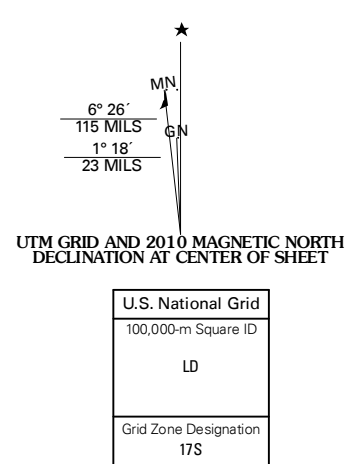 ★
MN
6° 26´
115 MILS
GN
1° 18´
23 MILS
UTM GRID AND 2010 MAGNETIC NORTH
DECLINATION AT CENTER OF SHEET
U.S. National Grid
100,000-m Square ID
LD
Grid Zone Designation
17S